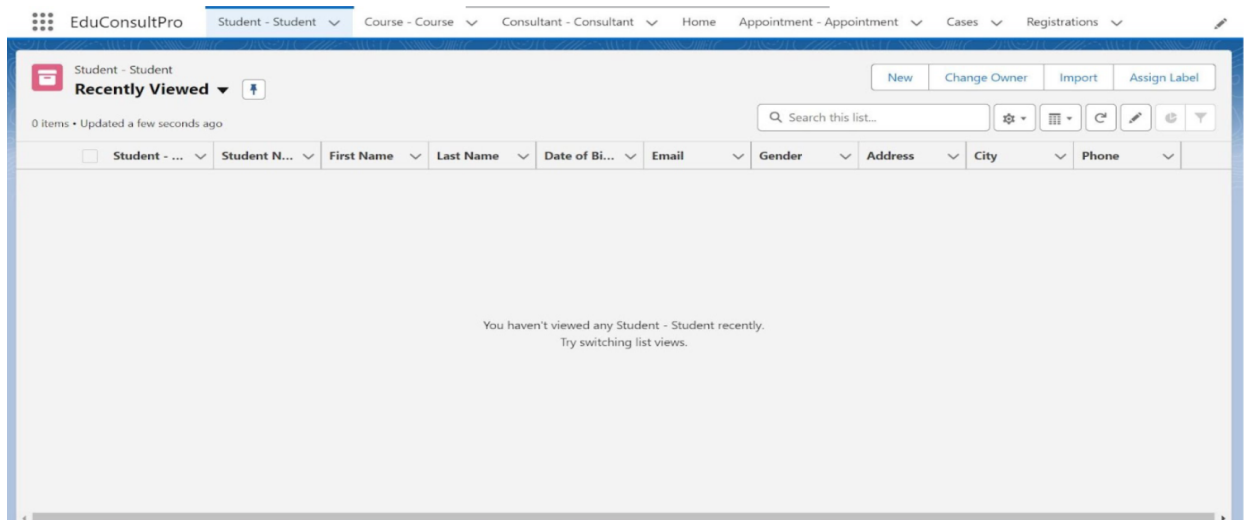 EduConsultPro Student - Student Course - Course Consultant - Consultant Home Appointment - Appointment Cases Registrations
Student - Student
Recently Viewed
New Change Owner Import Assign Label
0 items • Updated a few seconds ago
Search this list...
Student - ... Student N... First Name Last Name Date of Bi... Email Gender Address City Phone
You haven't viewed any Student - Student recently.
Try switching list views.